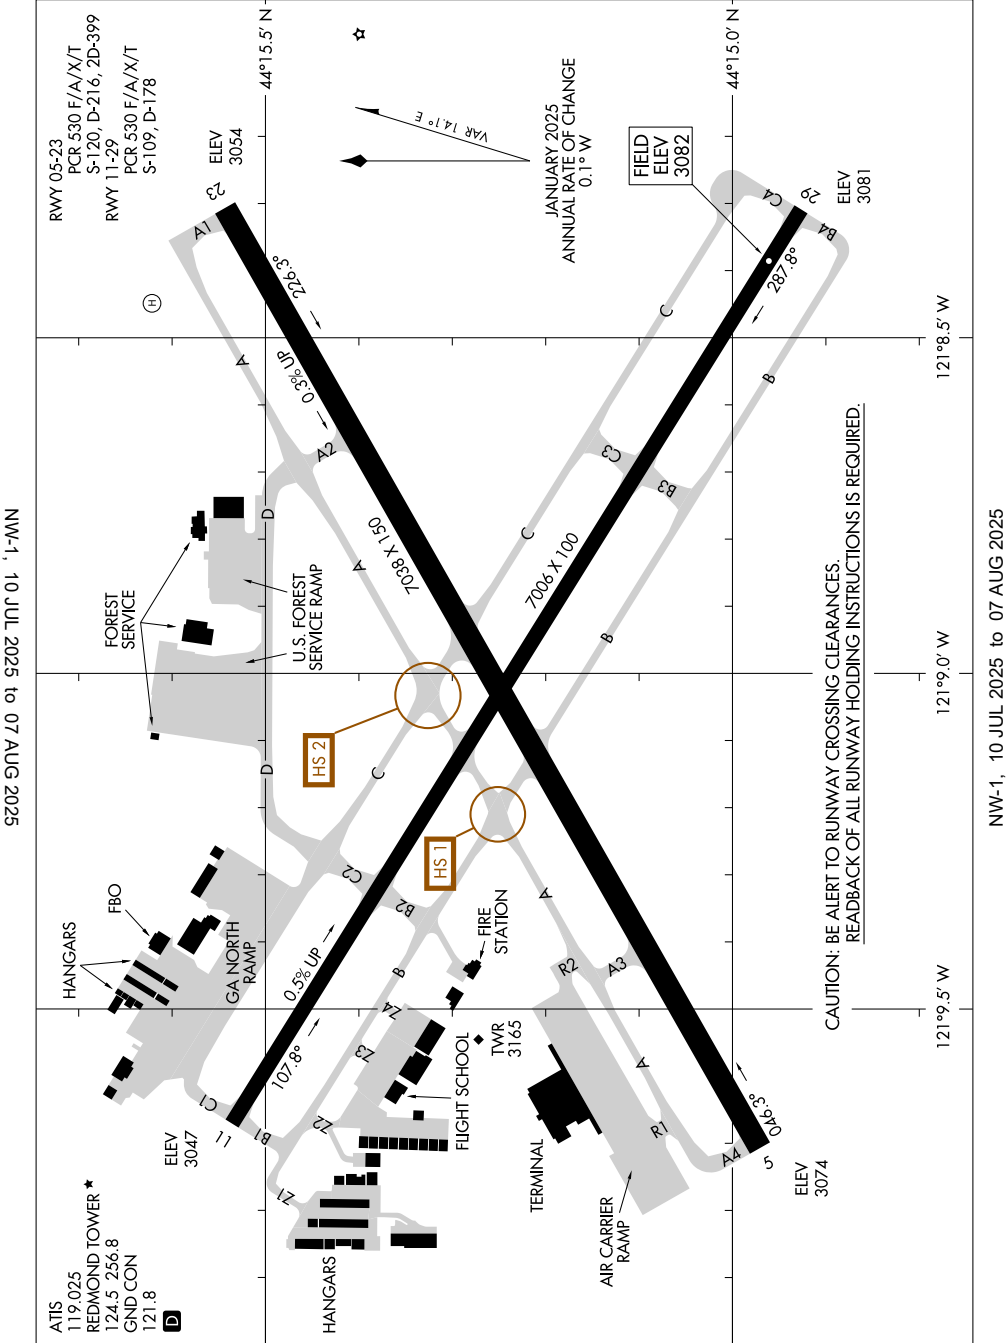 ATIS
119.025
REDMOND TOWER
124.5 256.8
GND CON
121.8
D
RWY 05-23
PCR 530 F/A/X/T
S-120, D-216, 2D-399
RWY 11-29
PCR 530 F/A/X/T
S-109, D-178
44°15.5' N
44°15.0' N
121°8.5' W
121°9.0' W
121°9.5' W
VAR 14.1° E
JANUARY 2025
ANNUAL RATE OF CHANGE
0.1° W
FIELD
ELEV
3082
ELEV
3054
23
A1
226.3°
0.3% UP
A
A2
H
A
7038 X 150
D
FOREST
SERVICE
U.S. FOREST
SERVICE RAMP
D
ELEV
3081
29
C4
B4
287.8°
C
B
C3
B3
C
7006 X 100
B
HS 2
HS 1
C
C2
B2
A
FBO
HANGARS
GA NORTH
RAMP
0.5% UP
107.8°
C1
11
B1
ELEV
3047
B
Z4
Z3
Z2
Z1
FIRE
STATION
TWR
3165
FLIGHT SCHOOL
HANGARS
R2
A3
A
R1
A4
046.3°
5
ELEV
3074
TERMINAL
AIR CARRIER
RAMP
CAUTION: BE ALERT TO RUNWAY CROSSING CLEARANCES.
READBACK OF ALL RUNWAY HOLDING INSTRUCTIONS IS REQUIRED.
NW-1, 10 JUL 2025 to 07 AUG 2025
NW-1, 10 JUL 2025 to 07 AUG 2025